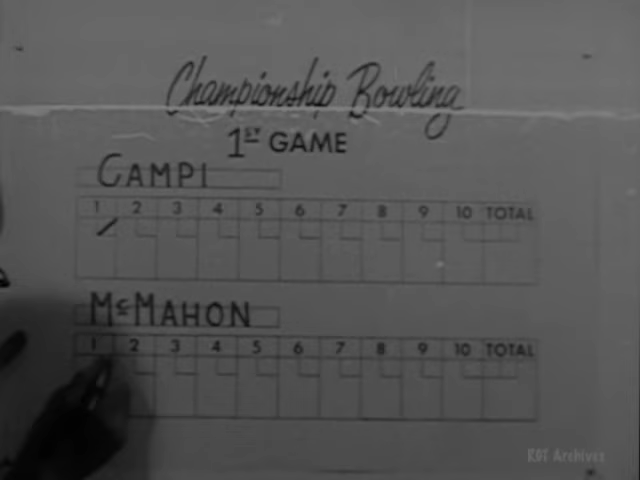 Championship Bowling
1ST GAME
CAMPI
1 2 3 4 5 6 7 8 9 10 TOTAL
/
McMAHON
1 2 3 4 5 6 7 8 9 10 TOTAL
RDT Archives